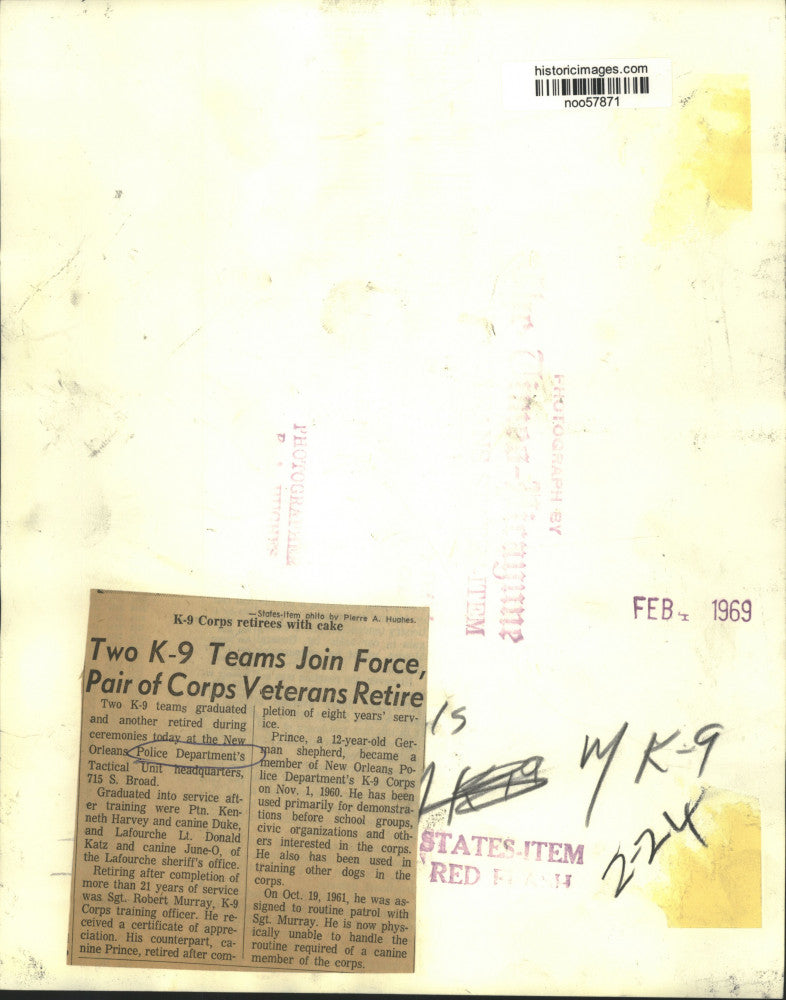 historicimages.com
noo57871
PHOTOGRAPH BY
The Times-Picayune
ITEM
PHOTOGRAPHER
FEB 4 1969
—States-Item phito by Pierre A. Hughes.
K-9 Corps retirees with cake
Two K-9 Teams Join Force,
Pair of Corps Veterans Retire
Two K-9 teams graduated
and another retired during
ceremonies today at the New
Orleans Police Department's
Tactical Unit headquarters,
715 S. Broad.
Graduated into service aft-
er training were Ptn. Ken-
neth Harvey and canine Duke,
and Lafourche Lt. Donald
Katz and canine June-O, of
the Lafourche sheriff's office.
Retiring after completion of
more than 21 years of service
was Sgt. Robert Murray, K-9
Corps training officer. He re-
ceived a certificate of appre-
ciation. His counterpart, ca-
nine Prince, retired after com-
pletion of eight years' serv-
ice.
Prince, a 12-year-old Ger-
man shepherd, became a
member of New Orleans Po-
lice Department's K-9 Corps
on Nov. 1, 1960. He has been
used primarily for demonstra-
tions before school groups,
civic organizations and oth-
ers interested in the corps.
He also has been used in
training other dogs in the
corps.
On Oct. 19, 1961, he was as-
signed to routine patrol with
Sgt. Murray. He is now phys-
ically unable to handle the
routine required of a canine
member of the corps.
K-9
K-9
STATES-ITEM
RED
2-24